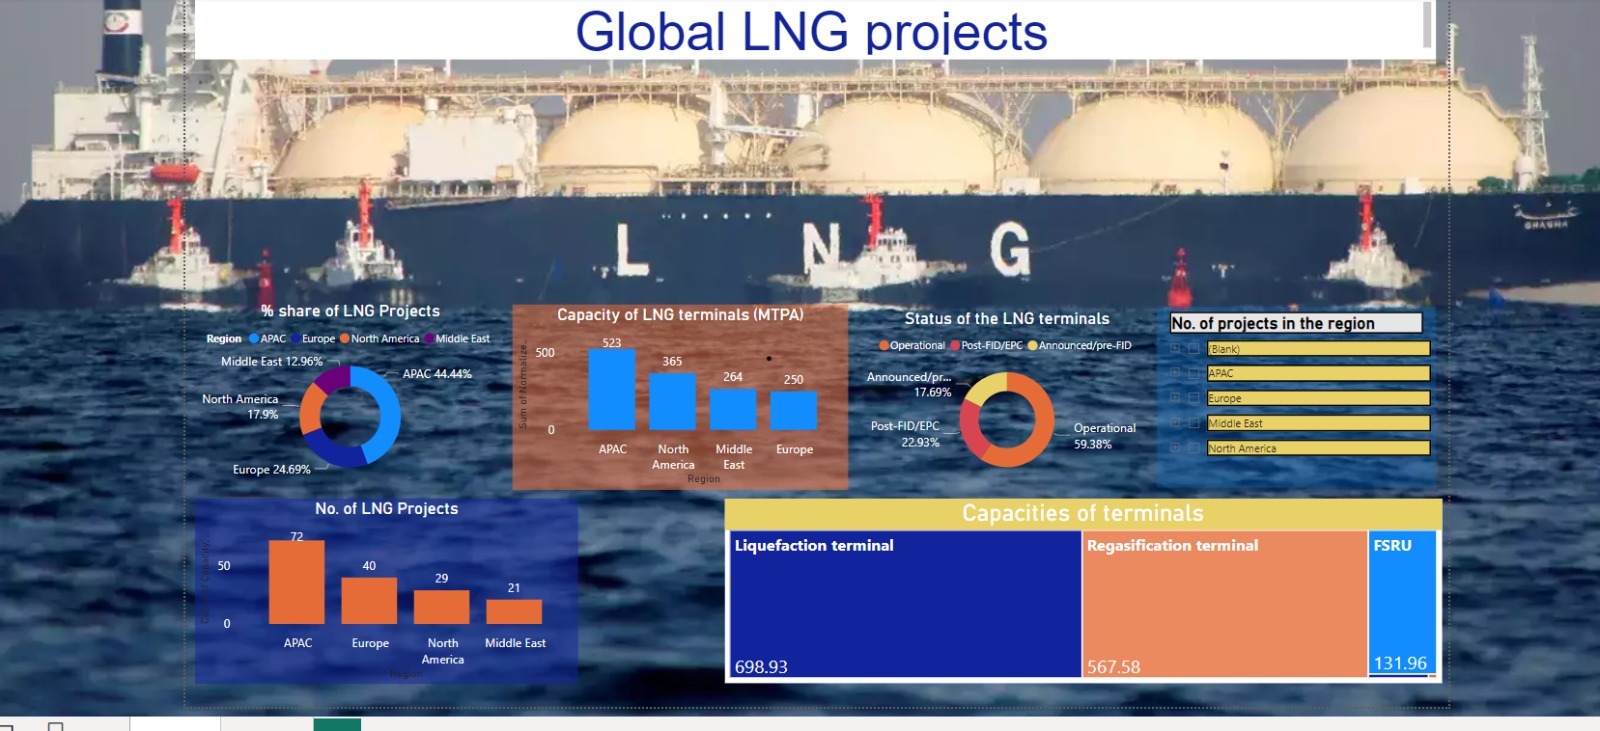 Global LNG projects
L N G
GHASHA
% share of LNG Projects
Region APAC Europe North America Middle East
Middle East 12.96%
APAC 44.44%
North America
17.9%
Europe 24.69%
Capacity of LNG terminals (MTPA)
Sum of Normalize...
500
0
523
365
264
250
APAC
North
America
Middle
East
Europe
Region
Status of the LNG terminals
Operational Post-FID/EPC Announced/pre-FID
Announced/pr...
17.69%
Post-FID/EPC
22.93%
Operational
59.38%
No. of projects in the region
(Blank)
APAC
Europe
Middle East
North America
No. of LNG Projects
50
0
72
40
29
21
APAC
Europe
North
America
Middle East
Region
Capacities of terminals
Liquefaction terminal
698.93
Regasification terminal
567.58
FSRU
131.96